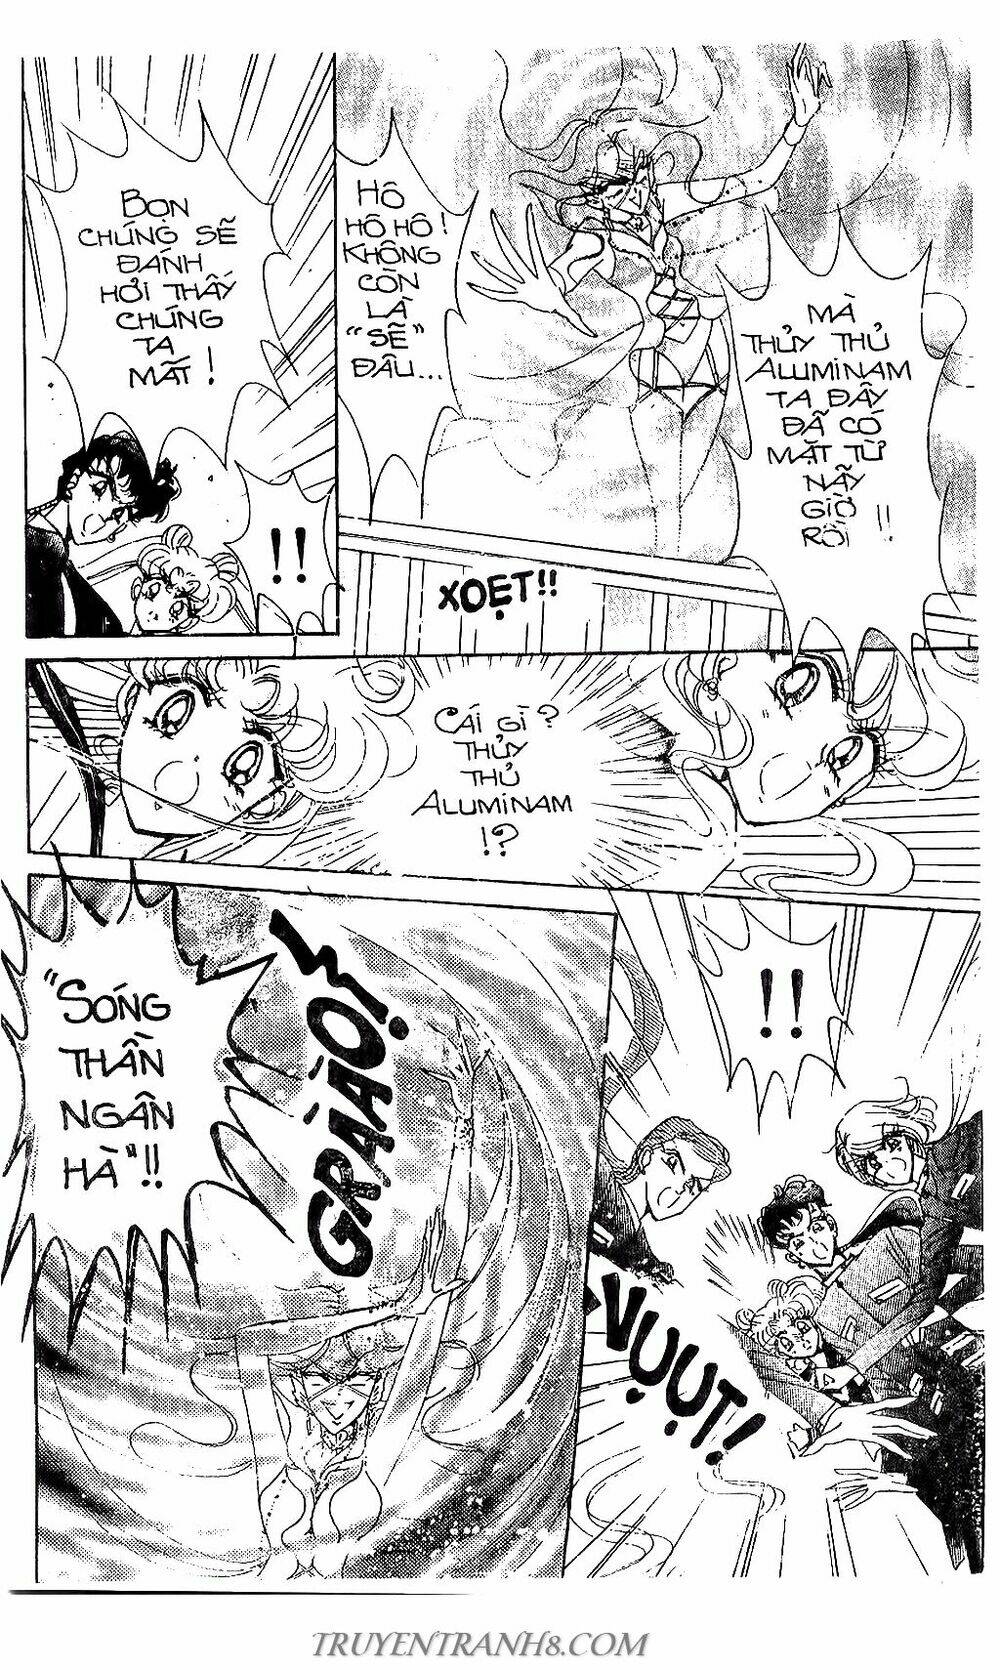 BỌN
CHÚNG SẼ
ĐÁNH
HƠI THẤY
CHÚNG
TA
MẤT !
!!
HÔ
HÔ HÔ !
KHÔNG
CÒN
LÀ
"SẼ"
ĐÂU...
MÀ
THỦY THỦ
ALUMINAM
TA ĐÂY
ĐÃ CÓ
MẶT TỪ
NÃY
GIỜ
RỒI !!
XOẸT!!
CÁI GÌ ?
THỦY
THỦ
ALUMINAM
!?
"SÓNG
THẦN
NGÂN
HÀ"!!
GRÁÀO!
!!
VỤỤT!
TRUYENTRANH8.COM